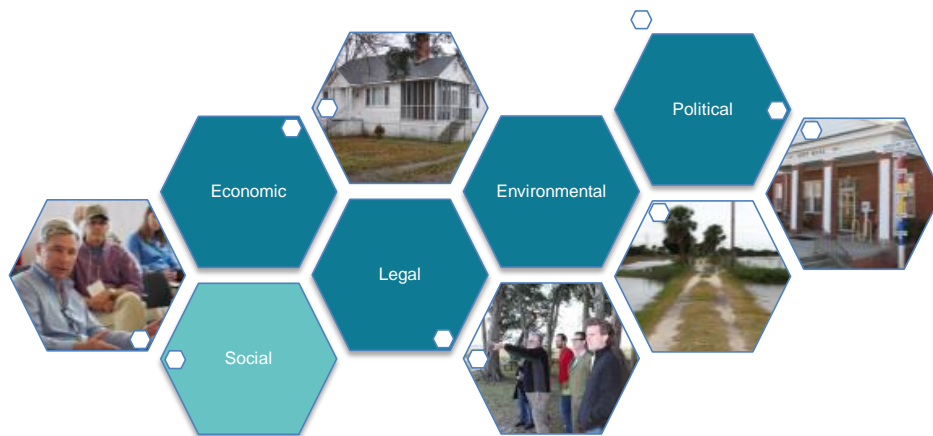 Political
Economic
Environmental
Legal
Social